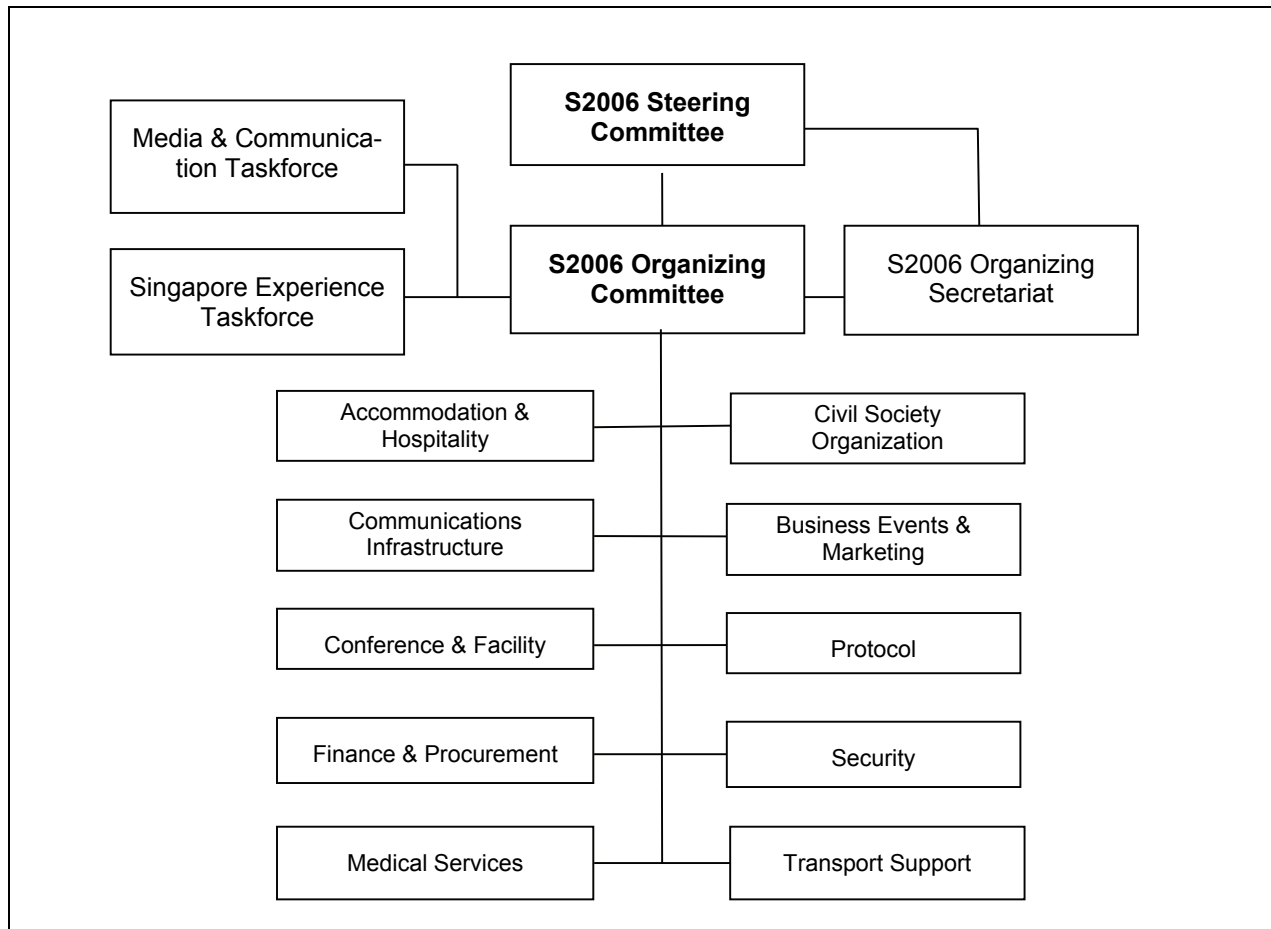 S2006 Steering
Committee
Media & Communica-
tion Taskforce
S2006 Organizing
Committee
S2006 Organizing
Secretariat
Singapore Experience
Taskforce
Accommodation &
Hospitality
Civil Society
Organization
Communications
Infrastructure
Business Events &
Marketing
Conference & Facility
Protocol
Finance & Procurement
Security
Medical Services
Transport Support